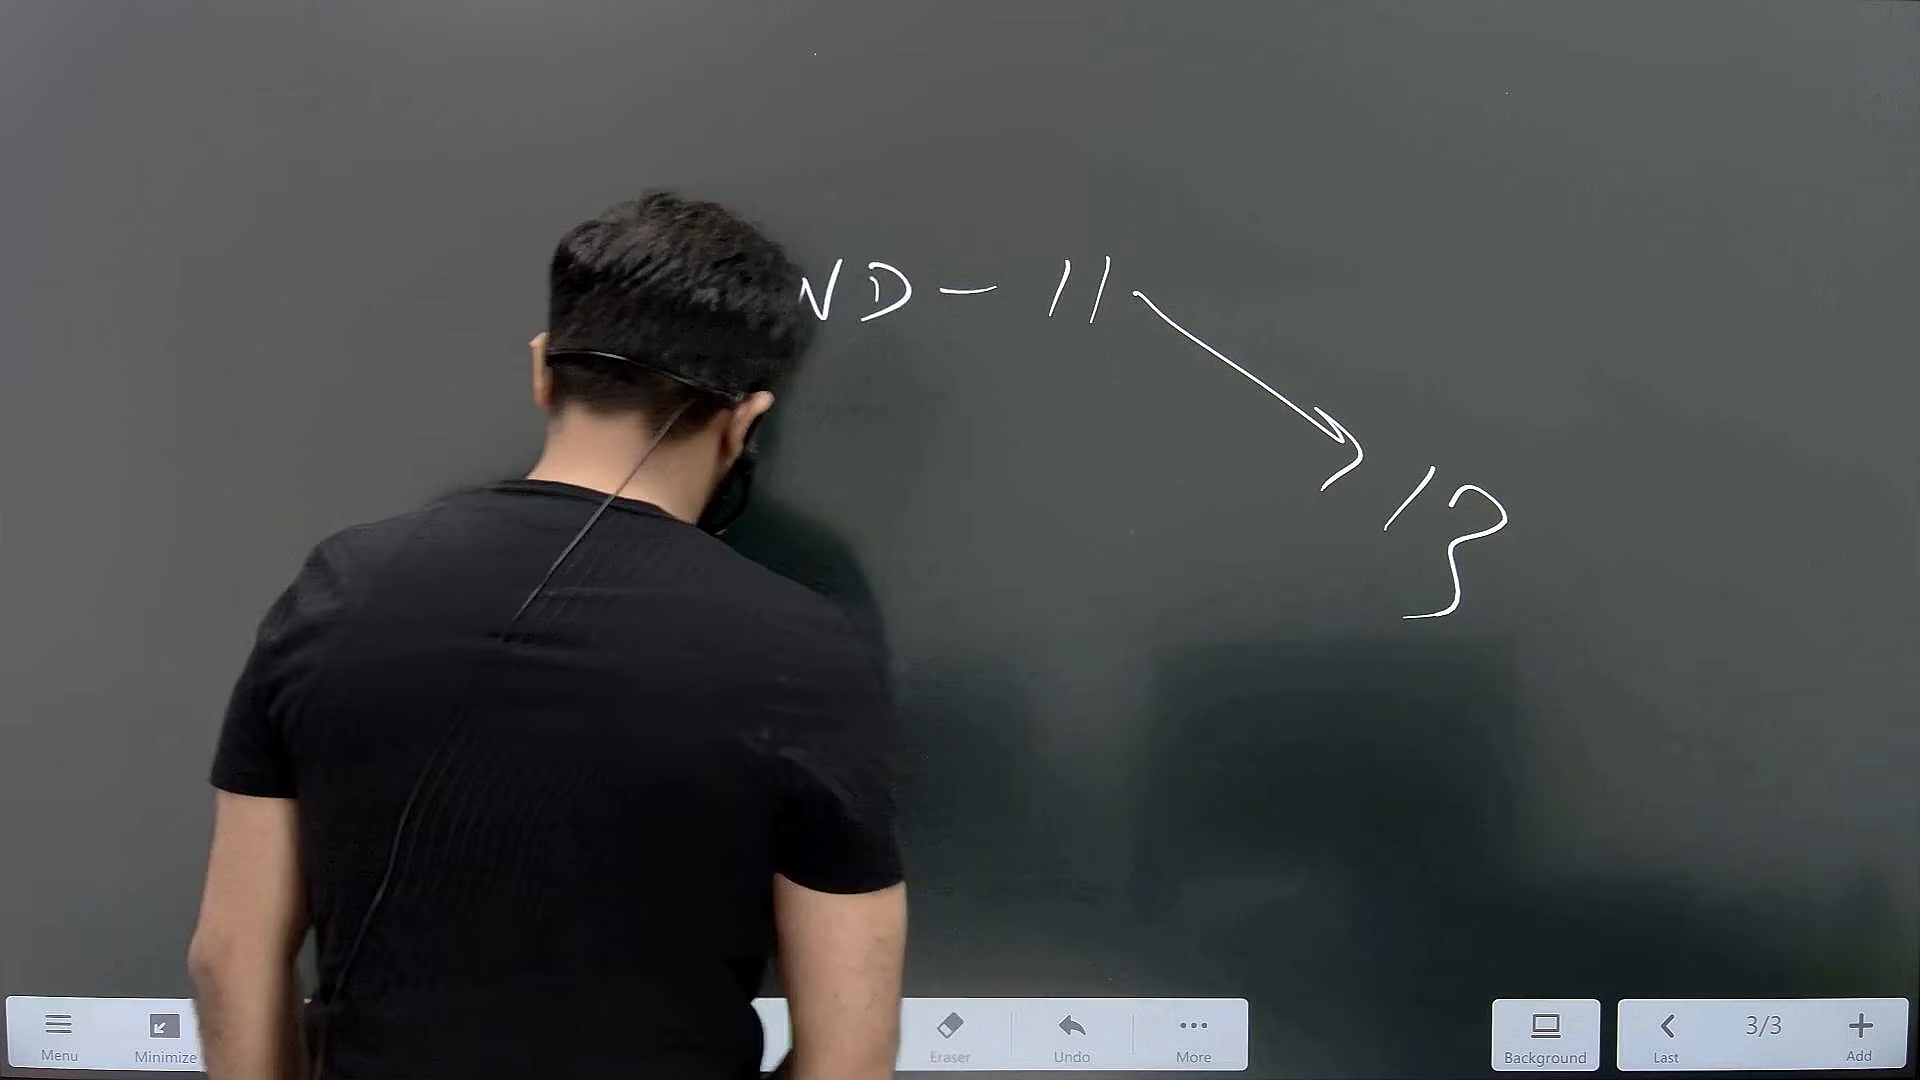 ND - 11
13
Menu
Minimize
Eraser
Undo
More
Background
Last
3/3
Add